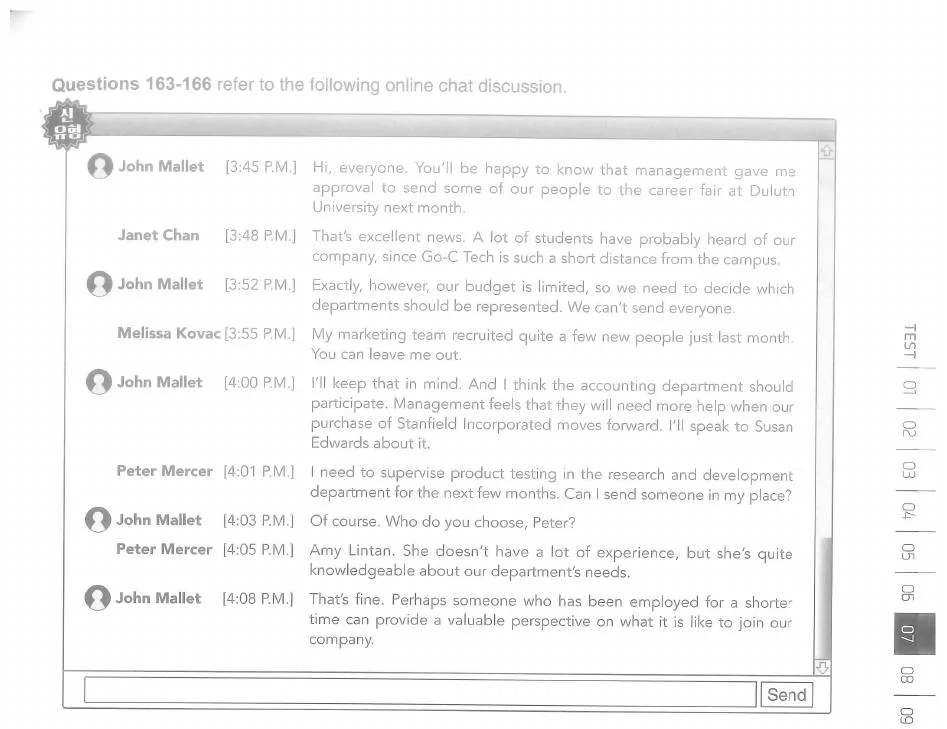 Questions 163-166 refer to the following online chat discussion.
신
유형
John Mallet [3:45 P.M.] Hi, everyone. You'll be happy to know that management gave me
approval to send some of our people to the career fair at Duluth
University next month.
Janet Chan [3:48 P.M.] That's excellent news. A lot of students have probably heard of our
company, since Go-C Tech is such a short distance from the campus.
John Mallet [3:52 P.M.] Exactly, however, our budget is limited, so we need to decide which
departments should be represented. We can't send everyone.
Melissa Kovac [3:55 P.M.] My marketing team recruited quite a few new people just last month.
You can leave me out.
John Mallet [4:00 P.M.] I'll keep that in mind. And I think the accounting department should
participate. Management feels that they will need more help when our
purchase of Stanfield Incorporated moves forward. I'll speak to Susan
Edwards about it.
Peter Mercer [4:01 P.M.] I need to supervise product testing in the research and development
department for the next few months. Can I send someone in my place?
John Mallet [4:03 P.M.] Of course. Who do you choose, Peter?
Peter Mercer [4:05 P.M.] Amy Lintan. She doesn't have a lot of experience, but she's quite
knowledgeable about our department's needs.
John Mallet [4:08 P.M.] That's fine. Perhaps someone who has been employed for a shorter
time can provide a valuable perspective on what it is like to join our
company.
Send
TEST
01
02
03
04
05
06
07
08
09